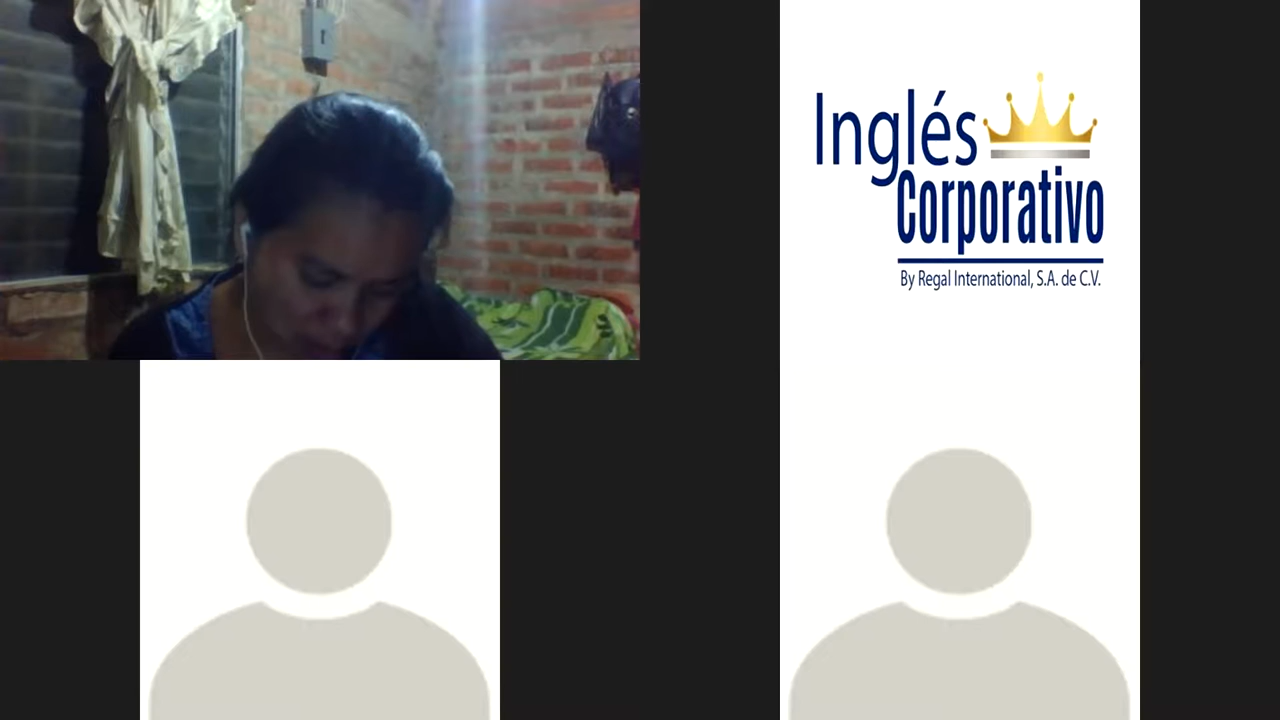 Inglés
Corporativo
By Regal International, S.A. de C.V.